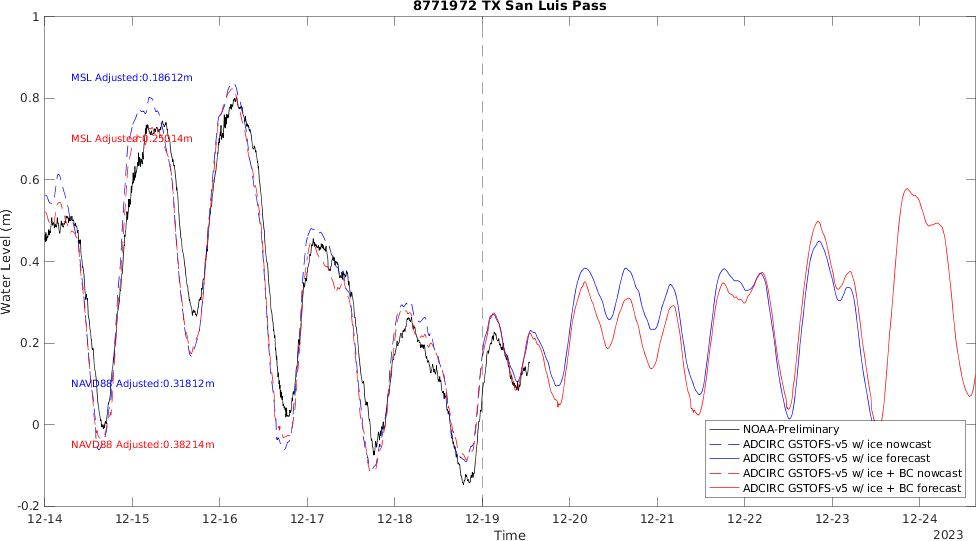 8771972 TX San Luis Pass
1
0.8
0.6
0.4
0.2
0
-0.2
Water Level (m)
MSL Adjusted:0.18612m
MSL Adjusted:0.25014m
NAVD88 Adjusted:0.31812m
NAVD88 Adjusted:0.38214m
NOAA-Preliminary
ADCIRC GSTOFS-v5 w/ ice nowcast
ADCIRC GSTOFS-v5 w/ ice forecast
ADCIRC GSTOFS-v5 w/ ice + BC nowcast
ADCIRC GSTOFS-v5 w/ ice + BC forecast
12-14 12-15 12-16 12-17 12-18 12-19 12-20 12-21 12-22 12-23 12-24
Time
2023